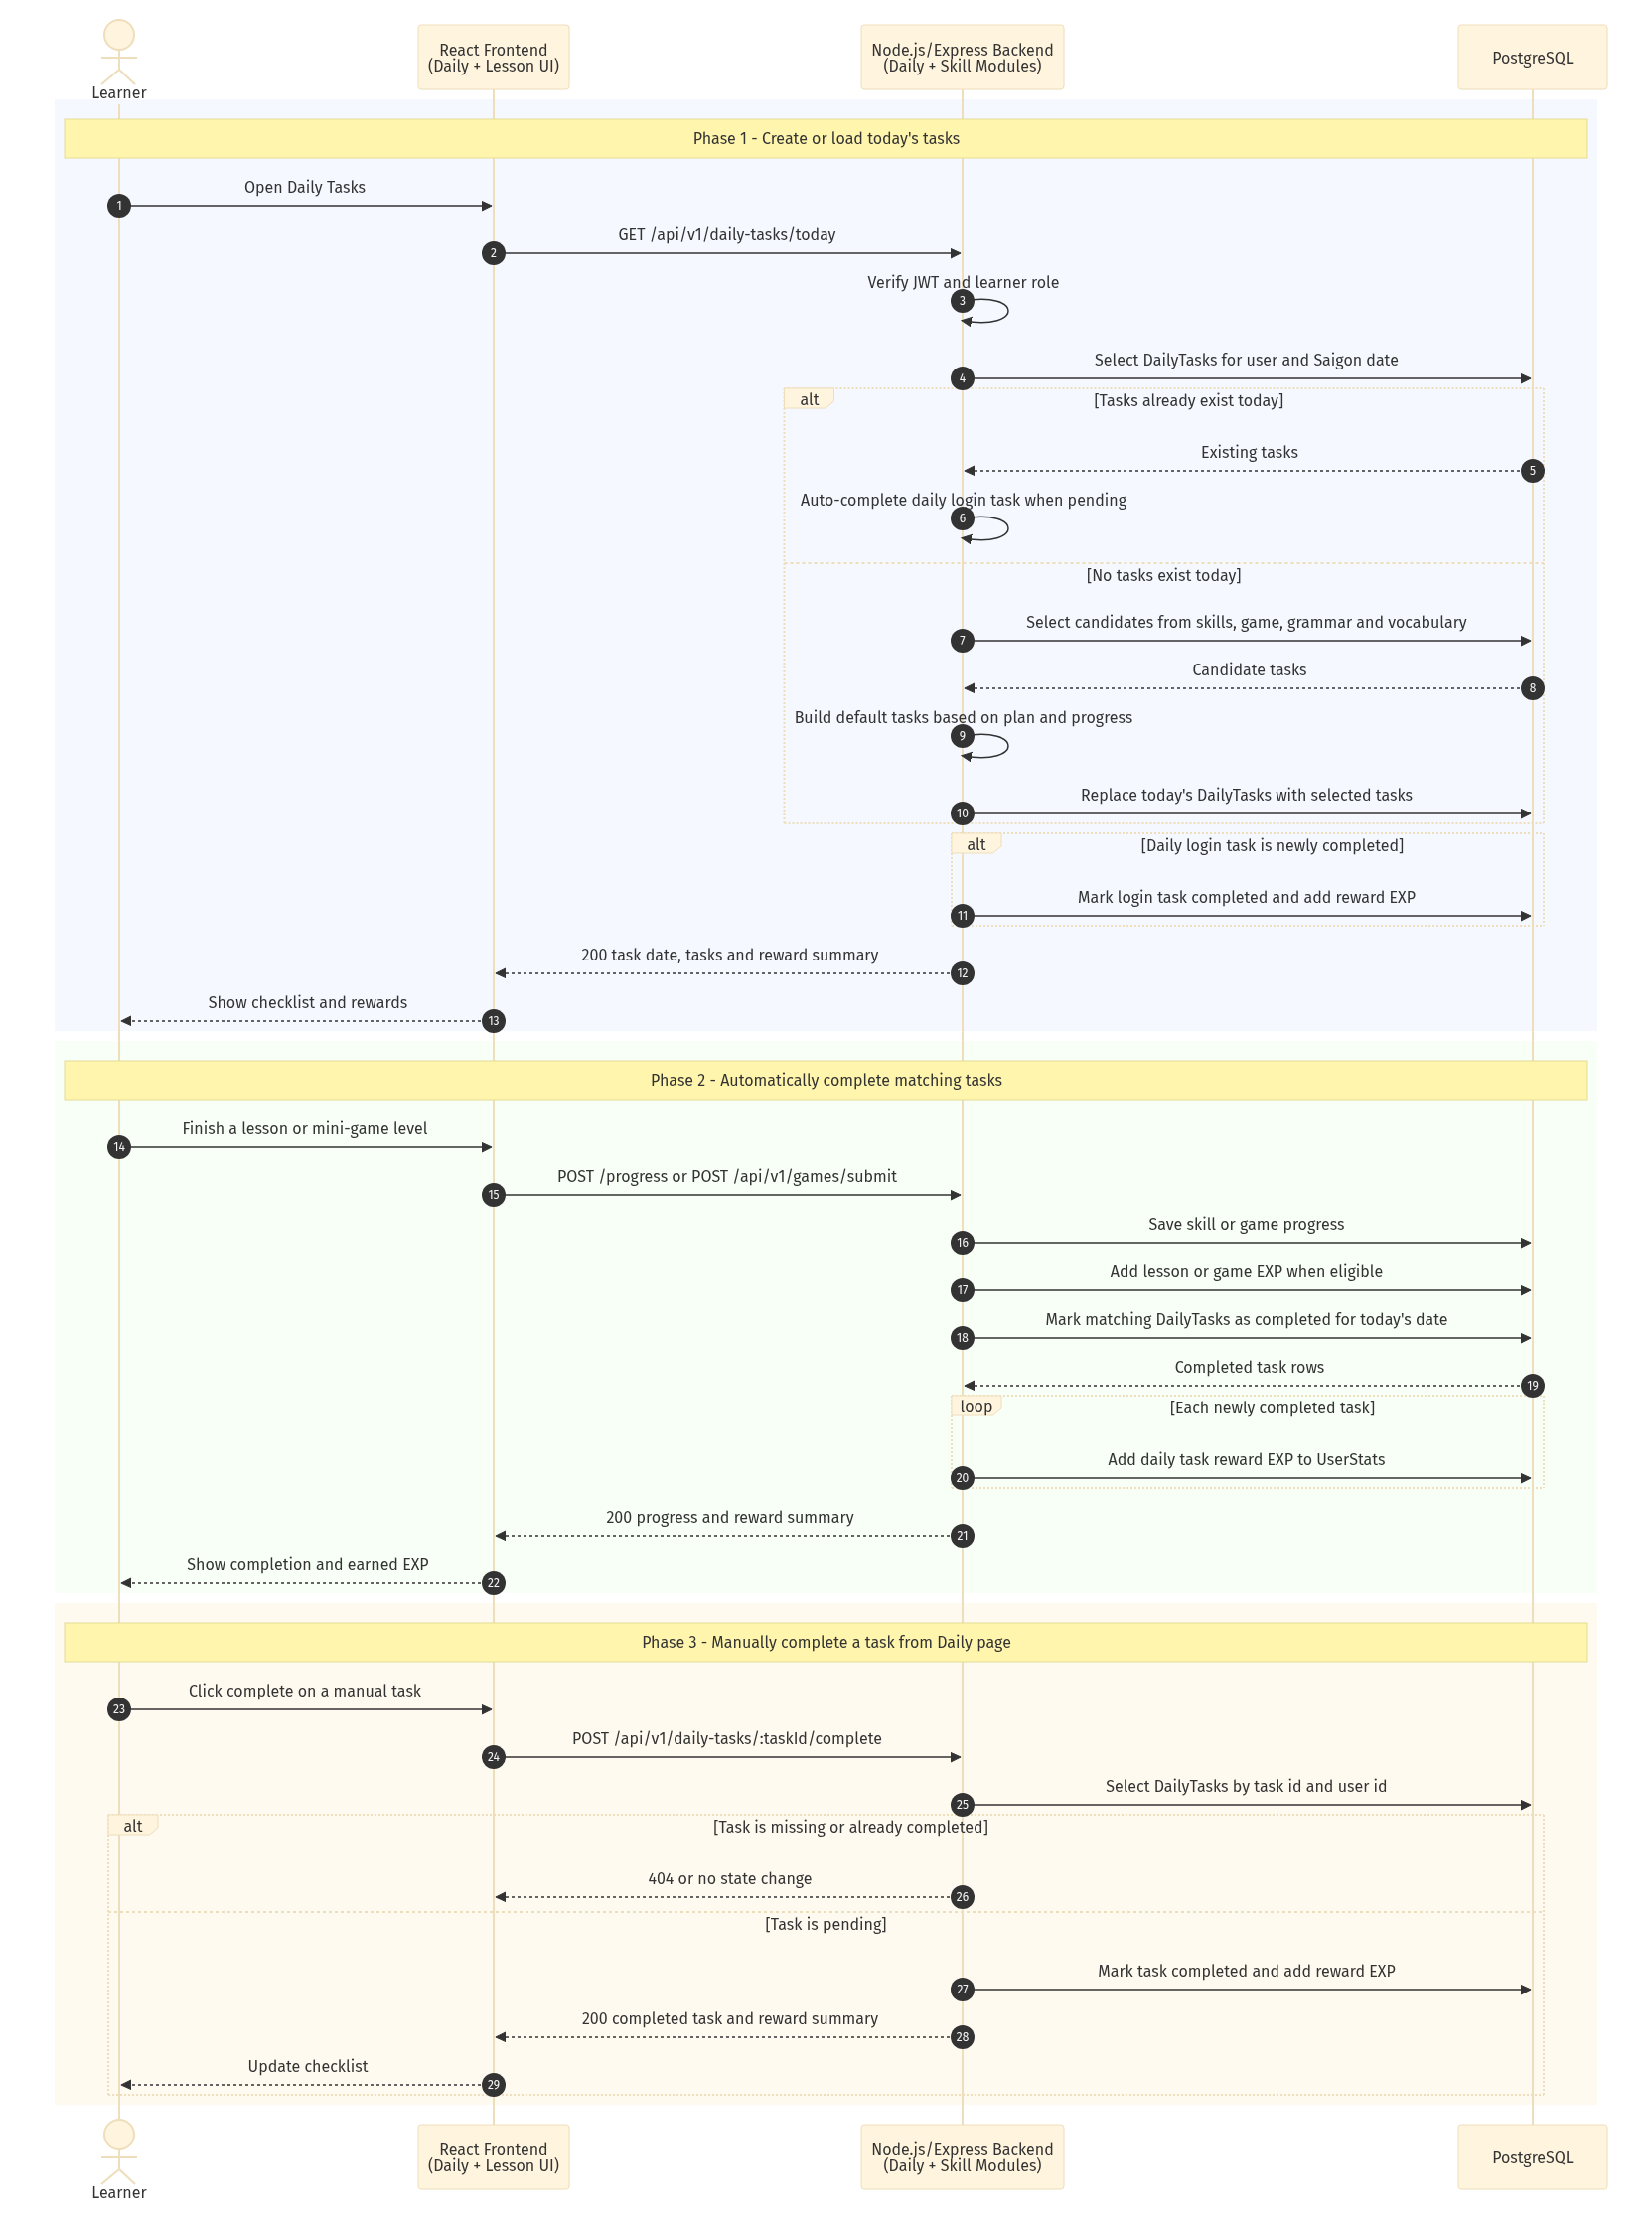 Learner
React Frontend
(Daily + Lesson UI)
Node.js/Express Backend
(Daily + Skill Modules)
PostgreSQL
Phase 1 - Create or load today's tasks
Open Daily Tasks
1
GET /api/v1/daily-tasks/today
2
Verify JWT and learner role
3
Select DailyTasks for user and Saigon date
4
alt
[Tasks already exist today]
Existing tasks
5
Auto-complete daily login task when pending
6
[No tasks exist today]
Select candidates from skills, game, grammar and vocabulary
7
Candidate tasks
8
Build default tasks based on plan and progress
9
Replace today's DailyTasks with selected tasks
10
alt
[Daily login task is newly completed]
Mark login task completed and add reward EXP
11
200 task date, tasks and reward summary
12
Show checklist and rewards
13
Phase 2 - Automatically complete matching tasks
Finish a lesson or mini-game level
14
POST /progress or POST /api/v1/games/submit
15
Save skill or game progress
16
Add lesson or game EXP when eligible
17
Mark matching DailyTasks as completed for today's date
18
Completed task rows
19
loop
[Each newly completed task]
Add daily task reward EXP to UserStats
20
200 progress and reward summary
21
Show completion and earned EXP
22
Phase 3 - Manually complete a task from Daily page
Click complete on a manual task
23
POST /api/v1/daily-tasks/:taskId/complete
24
Select DailyTasks by task id and user id
25
alt
[Task is missing or already completed]
404 or no state change
26
[Task is pending]
Mark task completed and add reward EXP
27
200 completed task and reward summary
28
Update checklist
29
Learner
React Frontend
(Daily + Lesson UI)
Node.js/Express Backend
(Daily + Skill Modules)
PostgreSQL